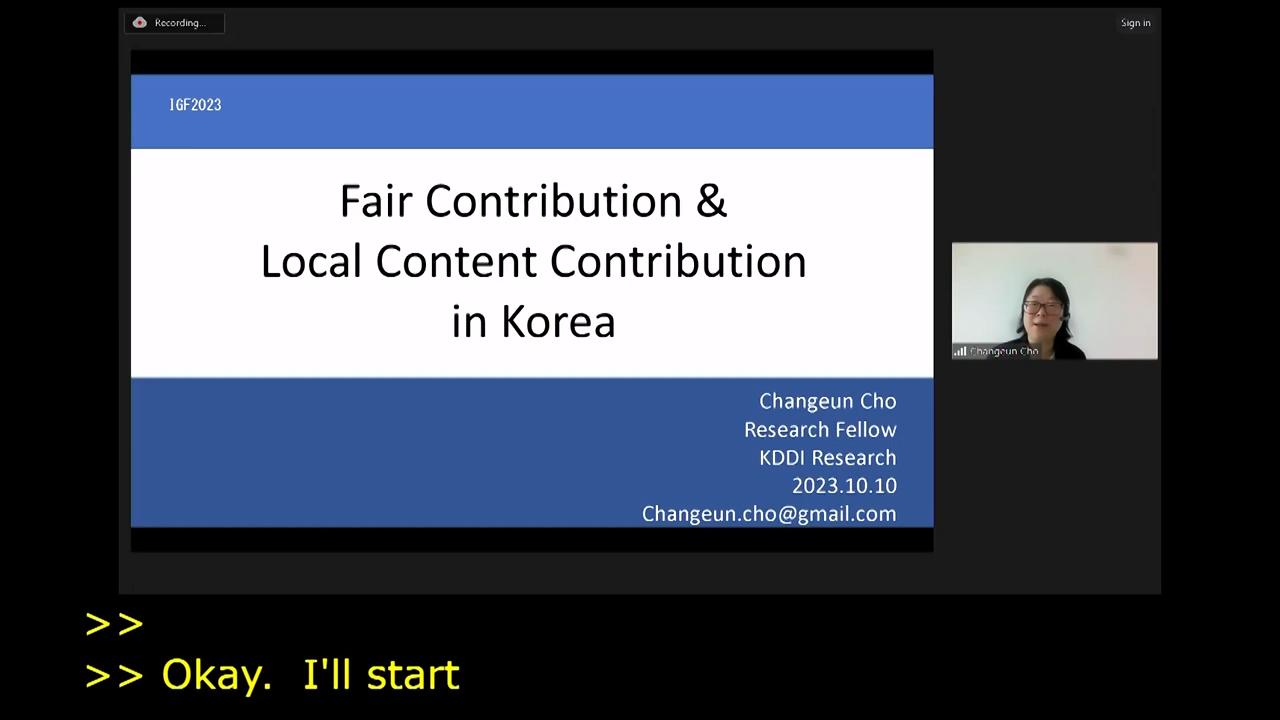 Recording...
Sign in
IGF2023
Fair Contribution &
Local Content Contribution
in Korea
Changeun Cho
Research Fellow
KDDI Research
2023.10.10
Changeun.cho@gmail.com
Changeun Cho
>>
>> Okay.  I'll start